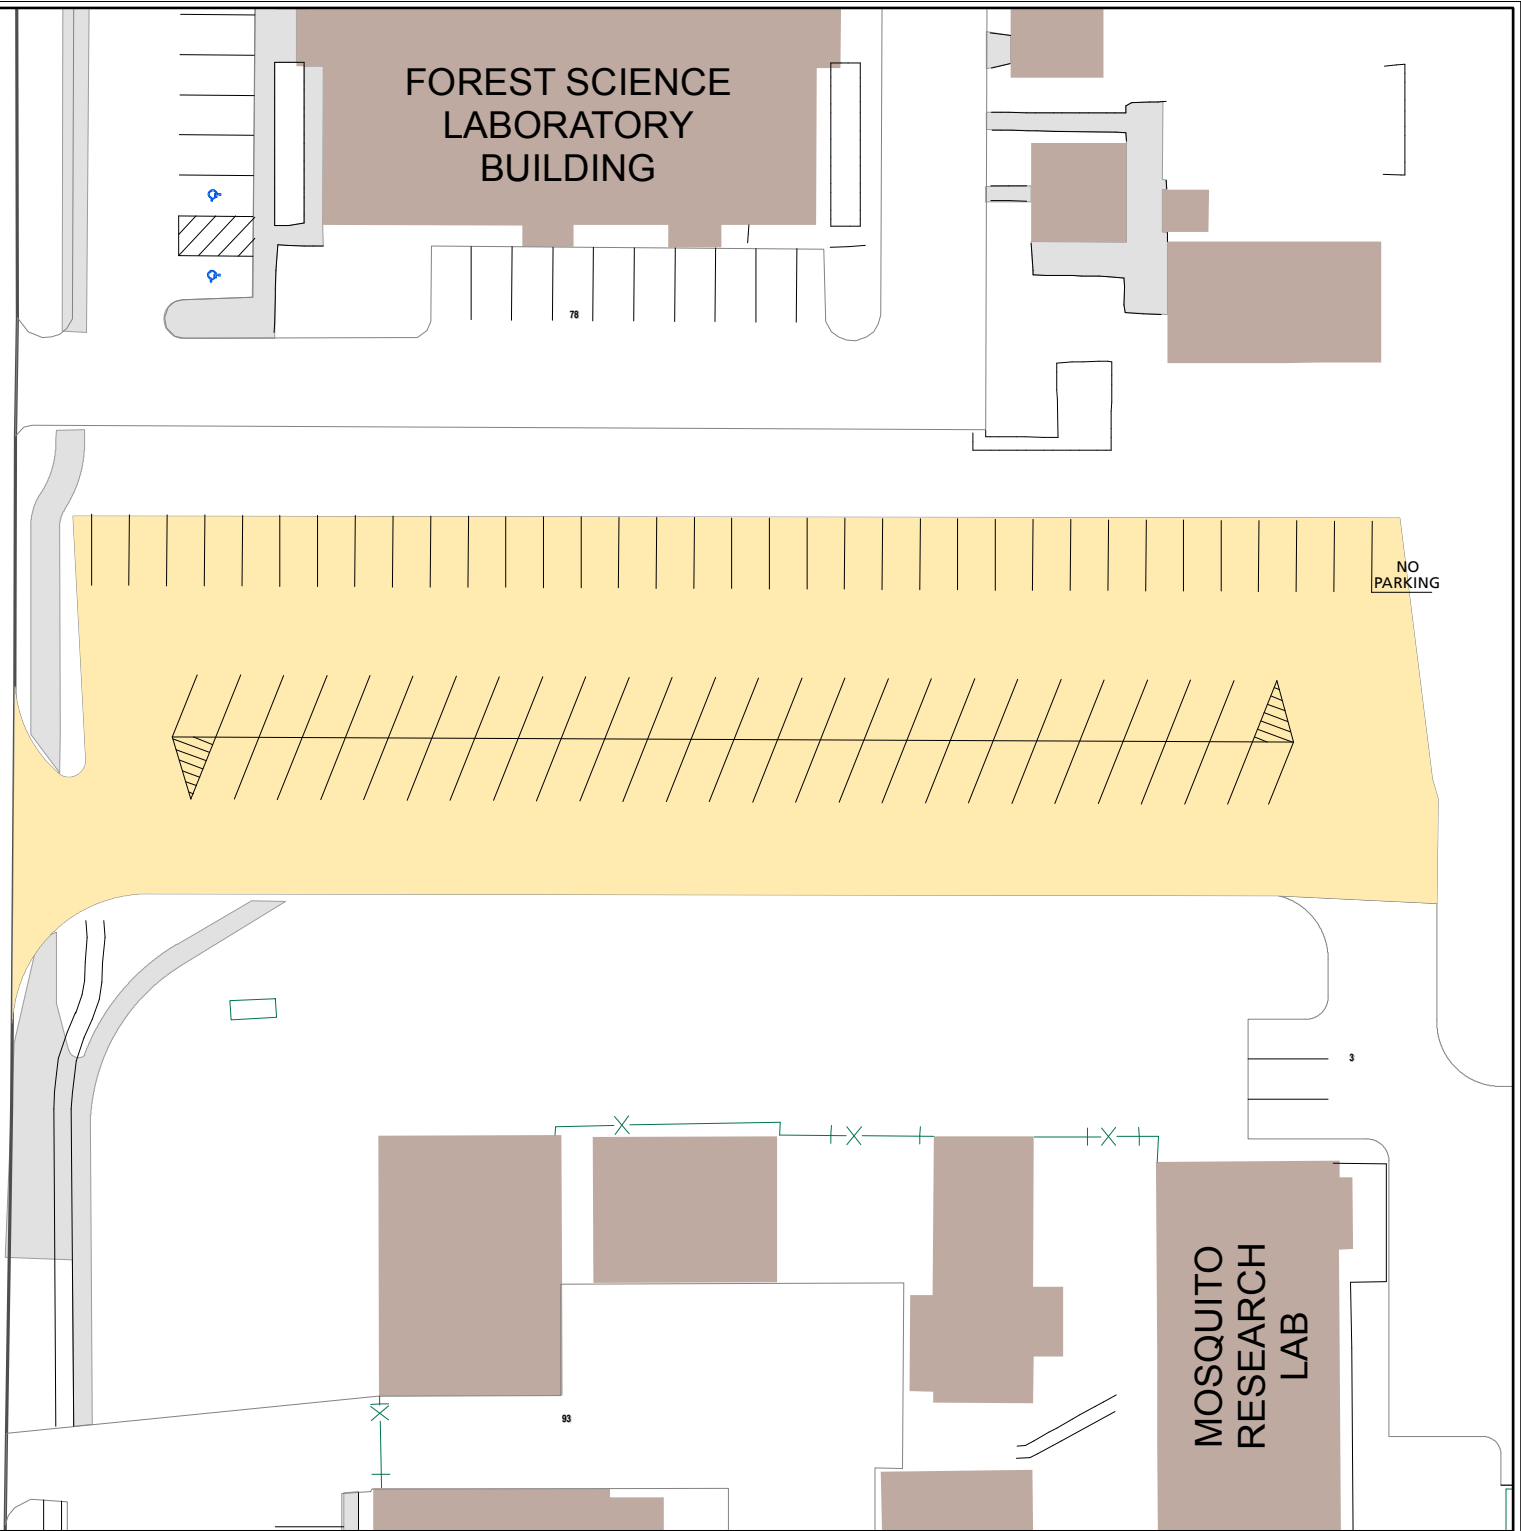 FOREST SCIENCE
LABORATORY
BUILDING
78
NO
PARKING
3
MOSQUITO
RESEARCH
LAB
93